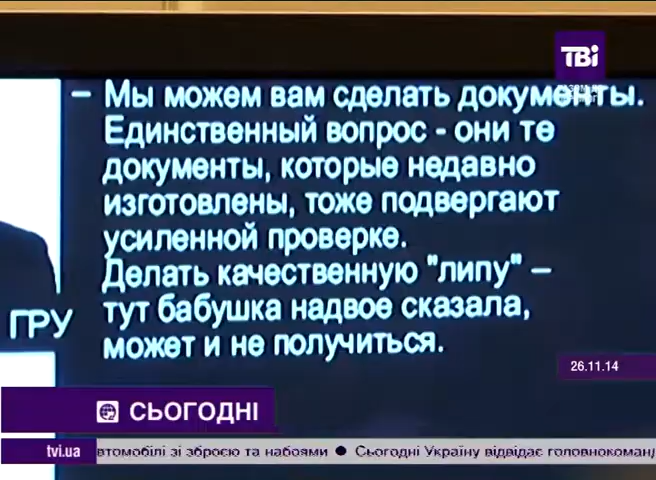 ТВі
– Мы можем вам сделать документы.
Единственный вопрос - они те
документы, которые недавно
изготовлены, тоже подвергают
усиленной проверке.
Делать качественную "липу" –
тут бабушка надвое сказала,
может и не получиться.
ГРУ
26.11.14
СЬОГОДНІ
tvi.ua
втомобілі зі зброєю та набоями ● Сьогодні Україну відвідає головнокоманд